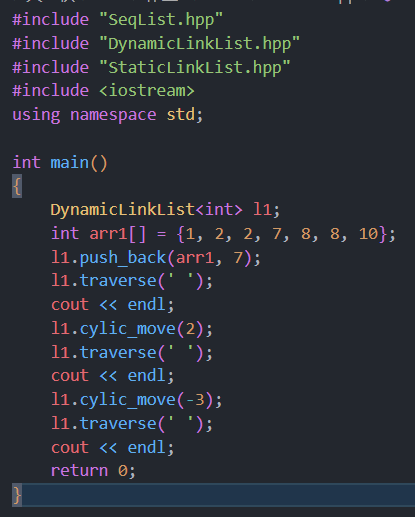 #include "SeqList.hpp"
#include "DynamicLinkList.hpp"
#include "StaticLinkList.hpp"
#include <iostream>
using namespace std;

int main()
{
    DynamicLinkList<int> l1;
    int arr1[] = {1, 2, 2, 7, 8, 8, 10};
    l1.push_back(arr1, 7);
    l1.traverse(' ');
    cout << endl;
    l1.cylic_move(2);
    l1.traverse(' ');
    cout << endl;
    l1.cylic_move(-3);
    l1.traverse(' ');
    cout << endl;
    return 0;
}